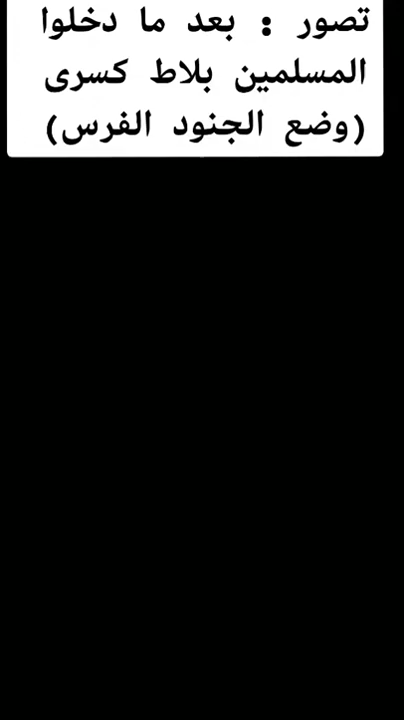 تصور : بعد ما دخلوا
المسلمين بلاط كسرى
(وضع الجنود الفرس)